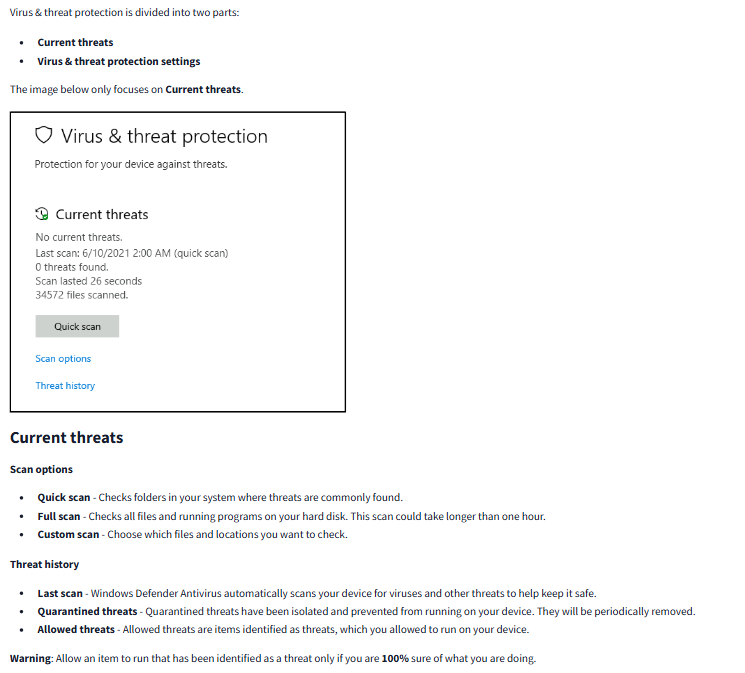 Virus & threat protection is divided into two parts:
• Current threats
• Virus & threat protection settings
The image below only focuses on Current threats.
Virus & threat protection
Protection for your device against threats.
Current threats
No current threats.
Last scan: 6/10/2021 2:00 AM (quick scan)
0 threats found.
Scan lasted 26 seconds
34572 files scanned.
Quick scan
Scan options
Threat history
Current threats
Scan options
• Quick scan - Checks folders in your system where threats are commonly found.
• Full scan - Checks all files and running programs on your hard disk. This scan could take longer than one hour.
• Custom scan - Choose which files and locations you want to check.
Threat history
• Last scan - Windows Defender Antivirus automatically scans your device for viruses and other threats to help keep it safe.
• Quarantined threats - Quarantined threats have been isolated and prevented from running on your device. They will be periodically removed.
• Allowed threats - Allowed threats are items identified as threats, which you allowed to run on your device.
Warning: Allow an item to run that has been identified as a threat only if you are 100% sure of what you are doing.